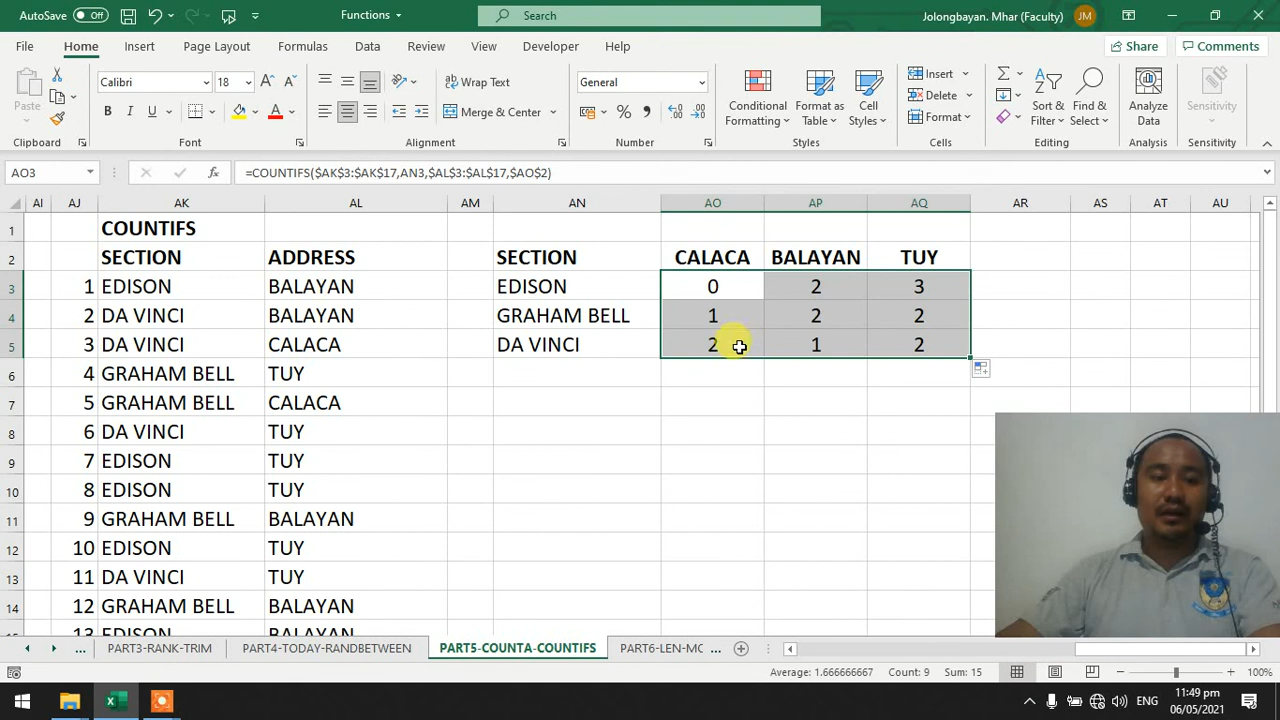 AutoSave Off
Functions
Search
Jolongbayan. Mhar (Faculty) JM
File Home Insert Page Layout Formulas Data Review View Developer Help Share Comments
Paste
Calibri 18
B I U
Wrap Text
Merge & Center
General
Conditional Formatting
Format as Table
Cell Styles
Insert
Delete
Format
Sort & Filter
Find & Select
Analyze Data
Sensitivity
Clipboard Font Alignment Number Styles Cells Editing Analysis Sensitivity
AO3 fx =COUNTIFS($AK$3:$AK$17,AN3,$AL$3:$AL$17,$AO$2)
AI AJ AK AL AM AN AO AP AQ AR AS AT AU
1 COUNTIFS
2 SECTION ADDRESS SECTION CALACA BALAYAN TUY
3 1 EDISON BALAYAN EDISON 0 2 3
4 2 DA VINCI BALAYAN GRAHAM BELL 1 2 2
5 3 DA VINCI CALACA DA VINCI 2 1 2
6 4 GRAHAM BELL TUY
7 5 GRAHAM BELL CALACA
8 6 DA VINCI TUY
9 7 EDISON TUY
10 8 EDISON TUY
11 9 GRAHAM BELL BALAYAN
12 10 EDISON TUY
13 11 DA VINCI TUY
14 12 GRAHAM BELL BALAYAN
13 EDISON BALAYAN
... PART3-RANK-TRIM PART4-TODAY-RANDBETWEEN PART5-COUNTA-COUNTIFS PART6-LEN-MC ...
Average: 1.666666667 Count: 9 Sum: 15 100%
ENG
11:49 pm
06/05/2021